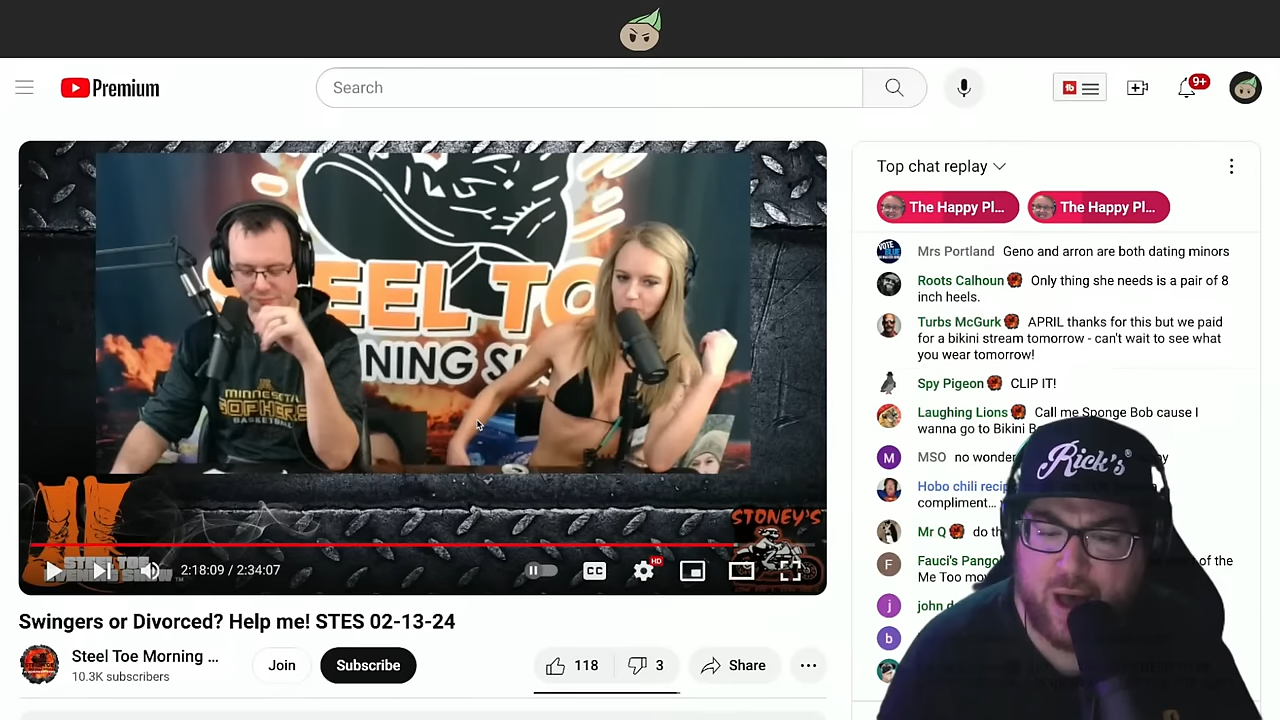 Premium
Search
9+
STEEL TO
NING S
MINNESOTA
GOPHERS
BASKETBALL
STONEY'S
STEEL TOE
2:18:09 / 2:34:07
CC
HD
Swingers or Divorced? Help me! STES 02-13-24
Steel Toe Morning ...
10.3K subscribers
Join
Subscribe
118
3
Share
Top chat replay
The Happy Pl...
The Happy Pl...
Mrs Portland Geno and arron are both dating minors
Roots Calhoun Only thing she needs is a pair of 8
inch heels.
Turbs McGurk APRIL thanks for this but we paid
for a bikini stream tomorrow - can't wait to see what
you wear tomorrow!
Spy Pigeon CLIP IT!
Laughing Lions Call me Sponge Bob cause I
wanna go to Bikini B
M
MSO no wonder
Hobo chili recip
compliment...
Mr Q do th
F
Fauci's Pango of the
Me Too mo
j
john d
b
Rick's